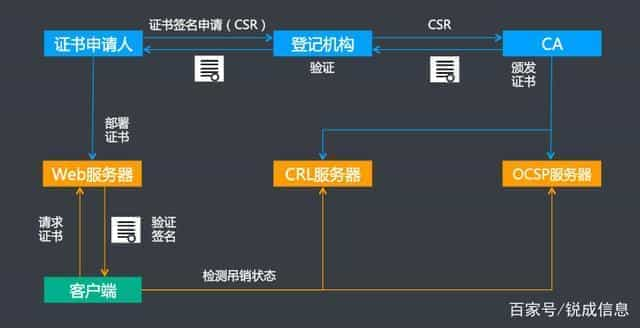 证书签名申请（CSR）
CSR
证书申请人
登记机构
CA
验证
颁发
证书
部署
证书
Web服务器
CRL服务器
OCSP服务器
请求
证书
验证
签名
检测吊销状态
客户端
百家号/锐成信息